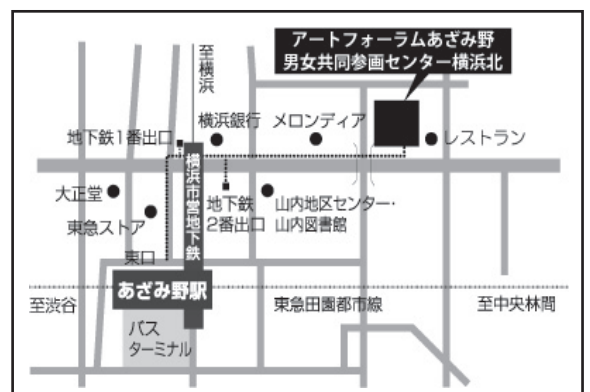 アートフォーラムあざみ野
男女共同参画センター横浜北
至横浜
地下鉄1番出口
横浜銀行
メロンディア
レストラン
横浜市営地下鉄
大正堂
東急ストア
地下鉄
2番出口
山内地区センター・
山内図書館
東口
あざみ野駅
至渋谷
東急田園都市線
至中央林間
バス
ターミナル